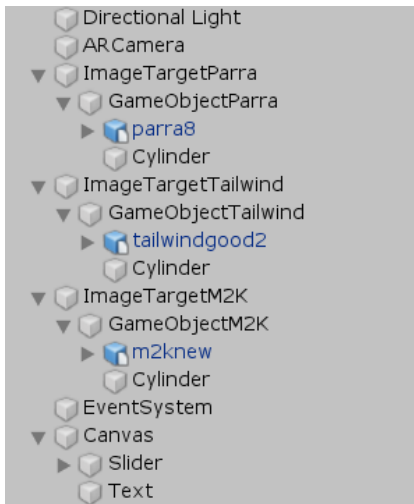 Directional Light
ARCamera
ImageTargetParra
GameObjectParra
parra8
Cylinder
ImageTargetTailwind
GameObjectTailwind
tailwindgood2
Cylinder
ImageTargetM2K
GameObjectM2K
m2knew
Cylinder
EventSystem
Canvas
Slider
Text